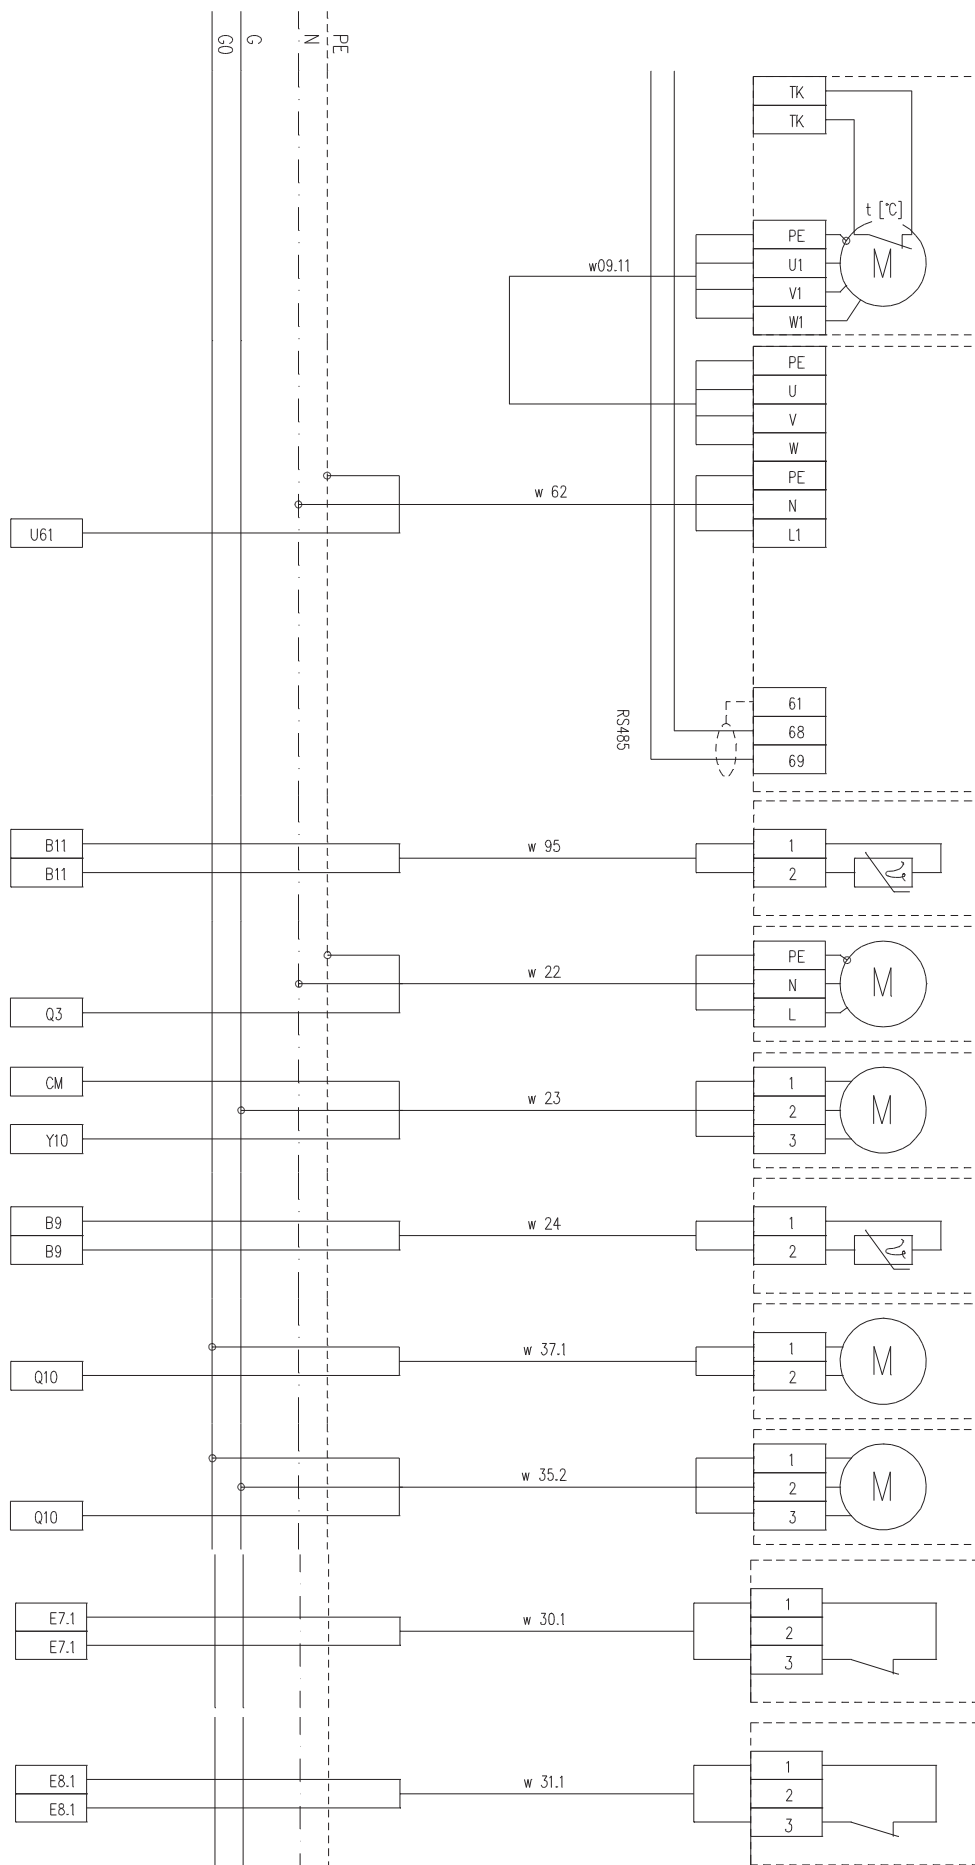 G0
G
N
PE
TK
TK
t [°C]
PE
U1
V1
W1
M
w09.11
PE
U
V
W
PE
N
L1
w 62
U61
61
68
69
RS485
B11
B11
w 95
1
2
PE
N
L
M
w 22
Q3
CM
Y10
w 23
1
2
3
M
B9
B9
w 24
1
2
Q10
w 37.1
1
2
M
Q10
w 35.2
1
2
3
M
E7.1
E7.1
w 30.1
1
2
3
E8.1
E8.1
w 31.1
1
2
3